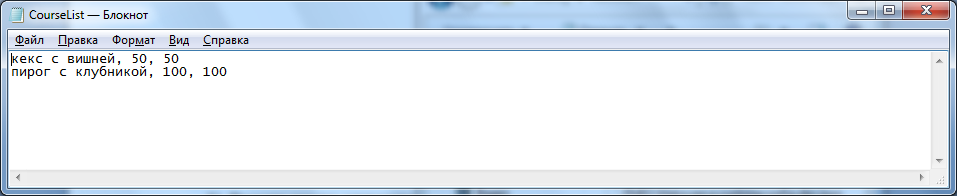 CourseList — Блокнот
Файл Правка Формат Вид Справка
кекс с вишней, 50, 50
пирог с клубникой, 100, 100